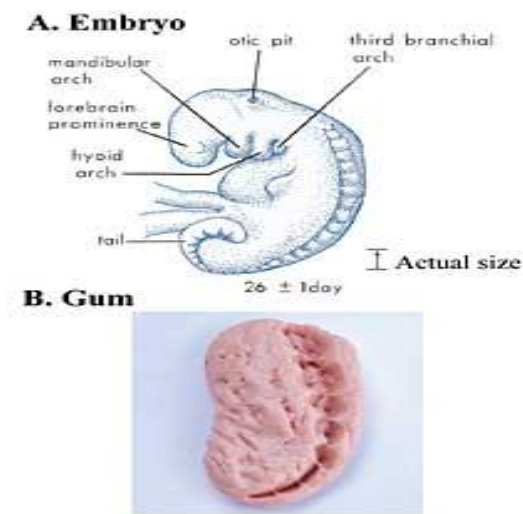 A. Embryo
otic pit
third branchial
arch
mandibular
arch
forebrain
prominence
hyoid
arch
tail
Actual size
26 ± 1day
B. Gum